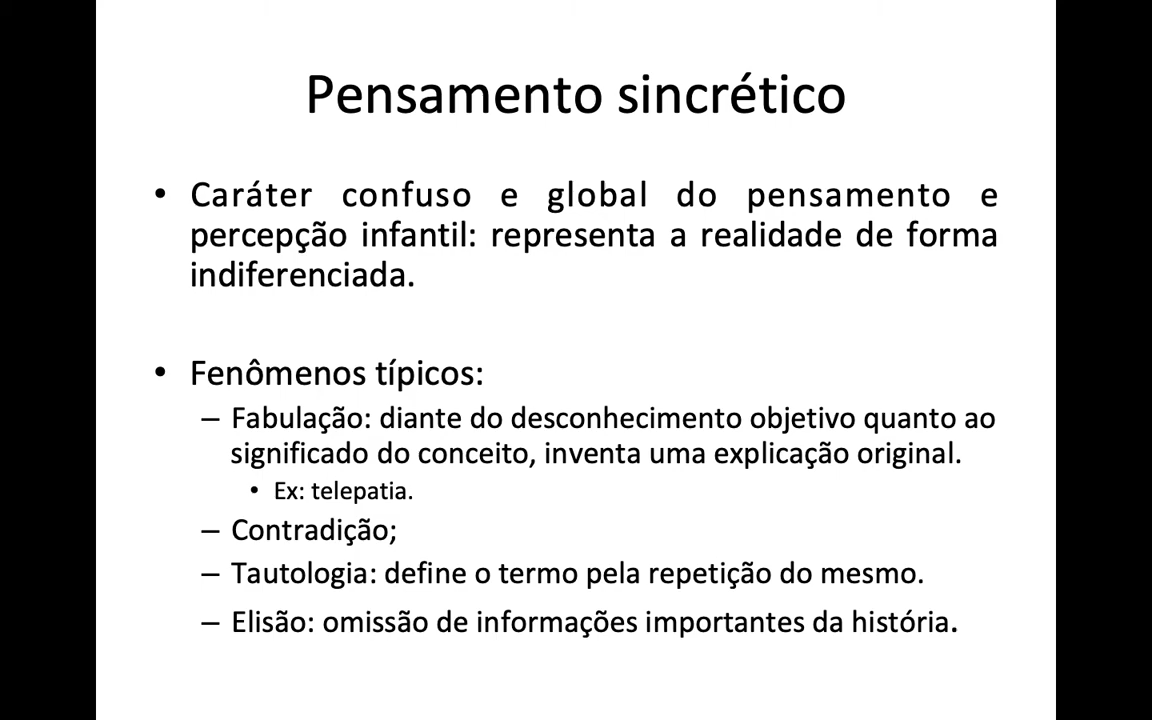 Pensamento sincrético
• Caráter confuso e global do pensamento e
percepção infantil: representa a realidade de forma
indiferenciada.
• Fenômenos típicos:
– Fabulação: diante do desconhecimento objetivo quanto ao
significado do conceito, inventa uma explicação original.
• Ex: telepatia.
– Contradição;
– Tautologia: define o termo pela repetição do mesmo.
– Elisão: omissão de informações importantes da história.